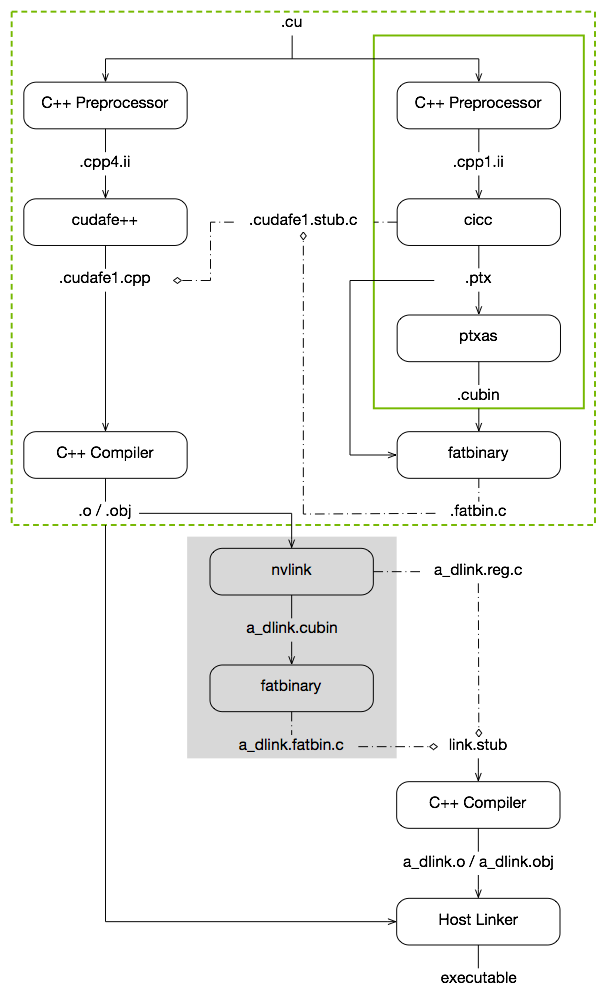 .cu
C++ Preprocessor
C++ Preprocessor
.cpp4.ii
.cpp1.ii
cudafe++
.cudafe1.stub.c
cicc
.cudafe1.cpp
.ptx
ptxas
.cubin
C++ Compiler
fatbinary
.o / .obj
.fatbin.c
nvlink
a_dlink.reg.c
a_dlink.cubin
fatbinary
a_dlink.fatbin.c
link.stub
C++ Compiler
a_dlink.o / a_dlink.obj
Host Linker
executable